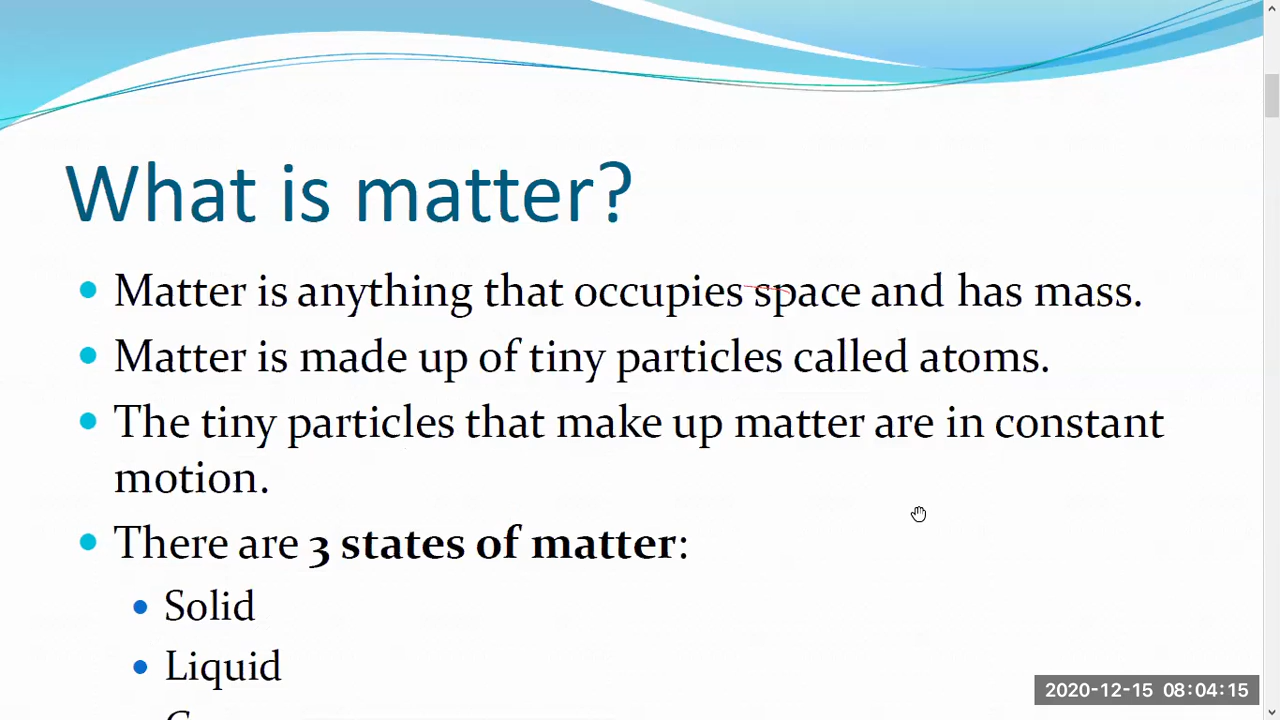 What is matter?
Matter is anything that occupies space and has mass.
Matter is made up of tiny particles called atoms.
The tiny particles that make up matter are in constant
motion.
There are 3 states of matter:
Solid
Liquid
2020-12-15 08:04:15